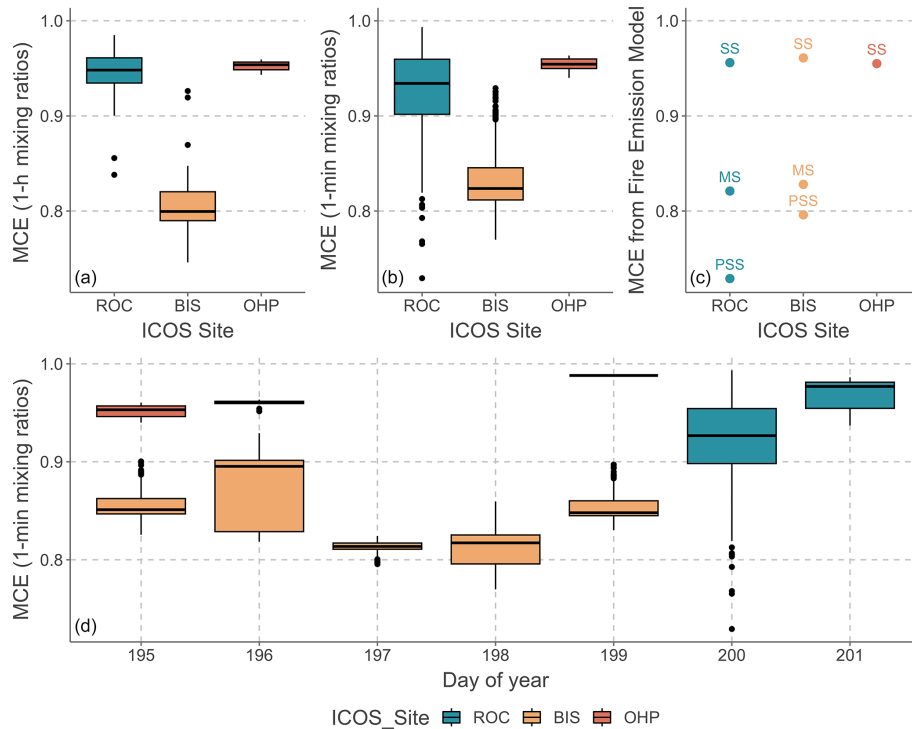 MCE (1-h mixing ratios)
1.0
0.9
0.8
(a)
ROC BIS OHP
ICOS Site
MCE (1-min mixing ratios)
1.0
0.9
0.8
(b)
ROC BIS OHP
ICOS Site
MCE from Fire Emission Model
1.0
0.9
0.8
SS SS SS
MS MS
PSS
PSS
(c)
ROC BIS OHP
ICOS Site
MCE (1-min mixing ratios)
1.0
0.9
0.8
(d)
195 196 197 198 199 200 201
Day of year
ICOS_Site ROC BIS OHP